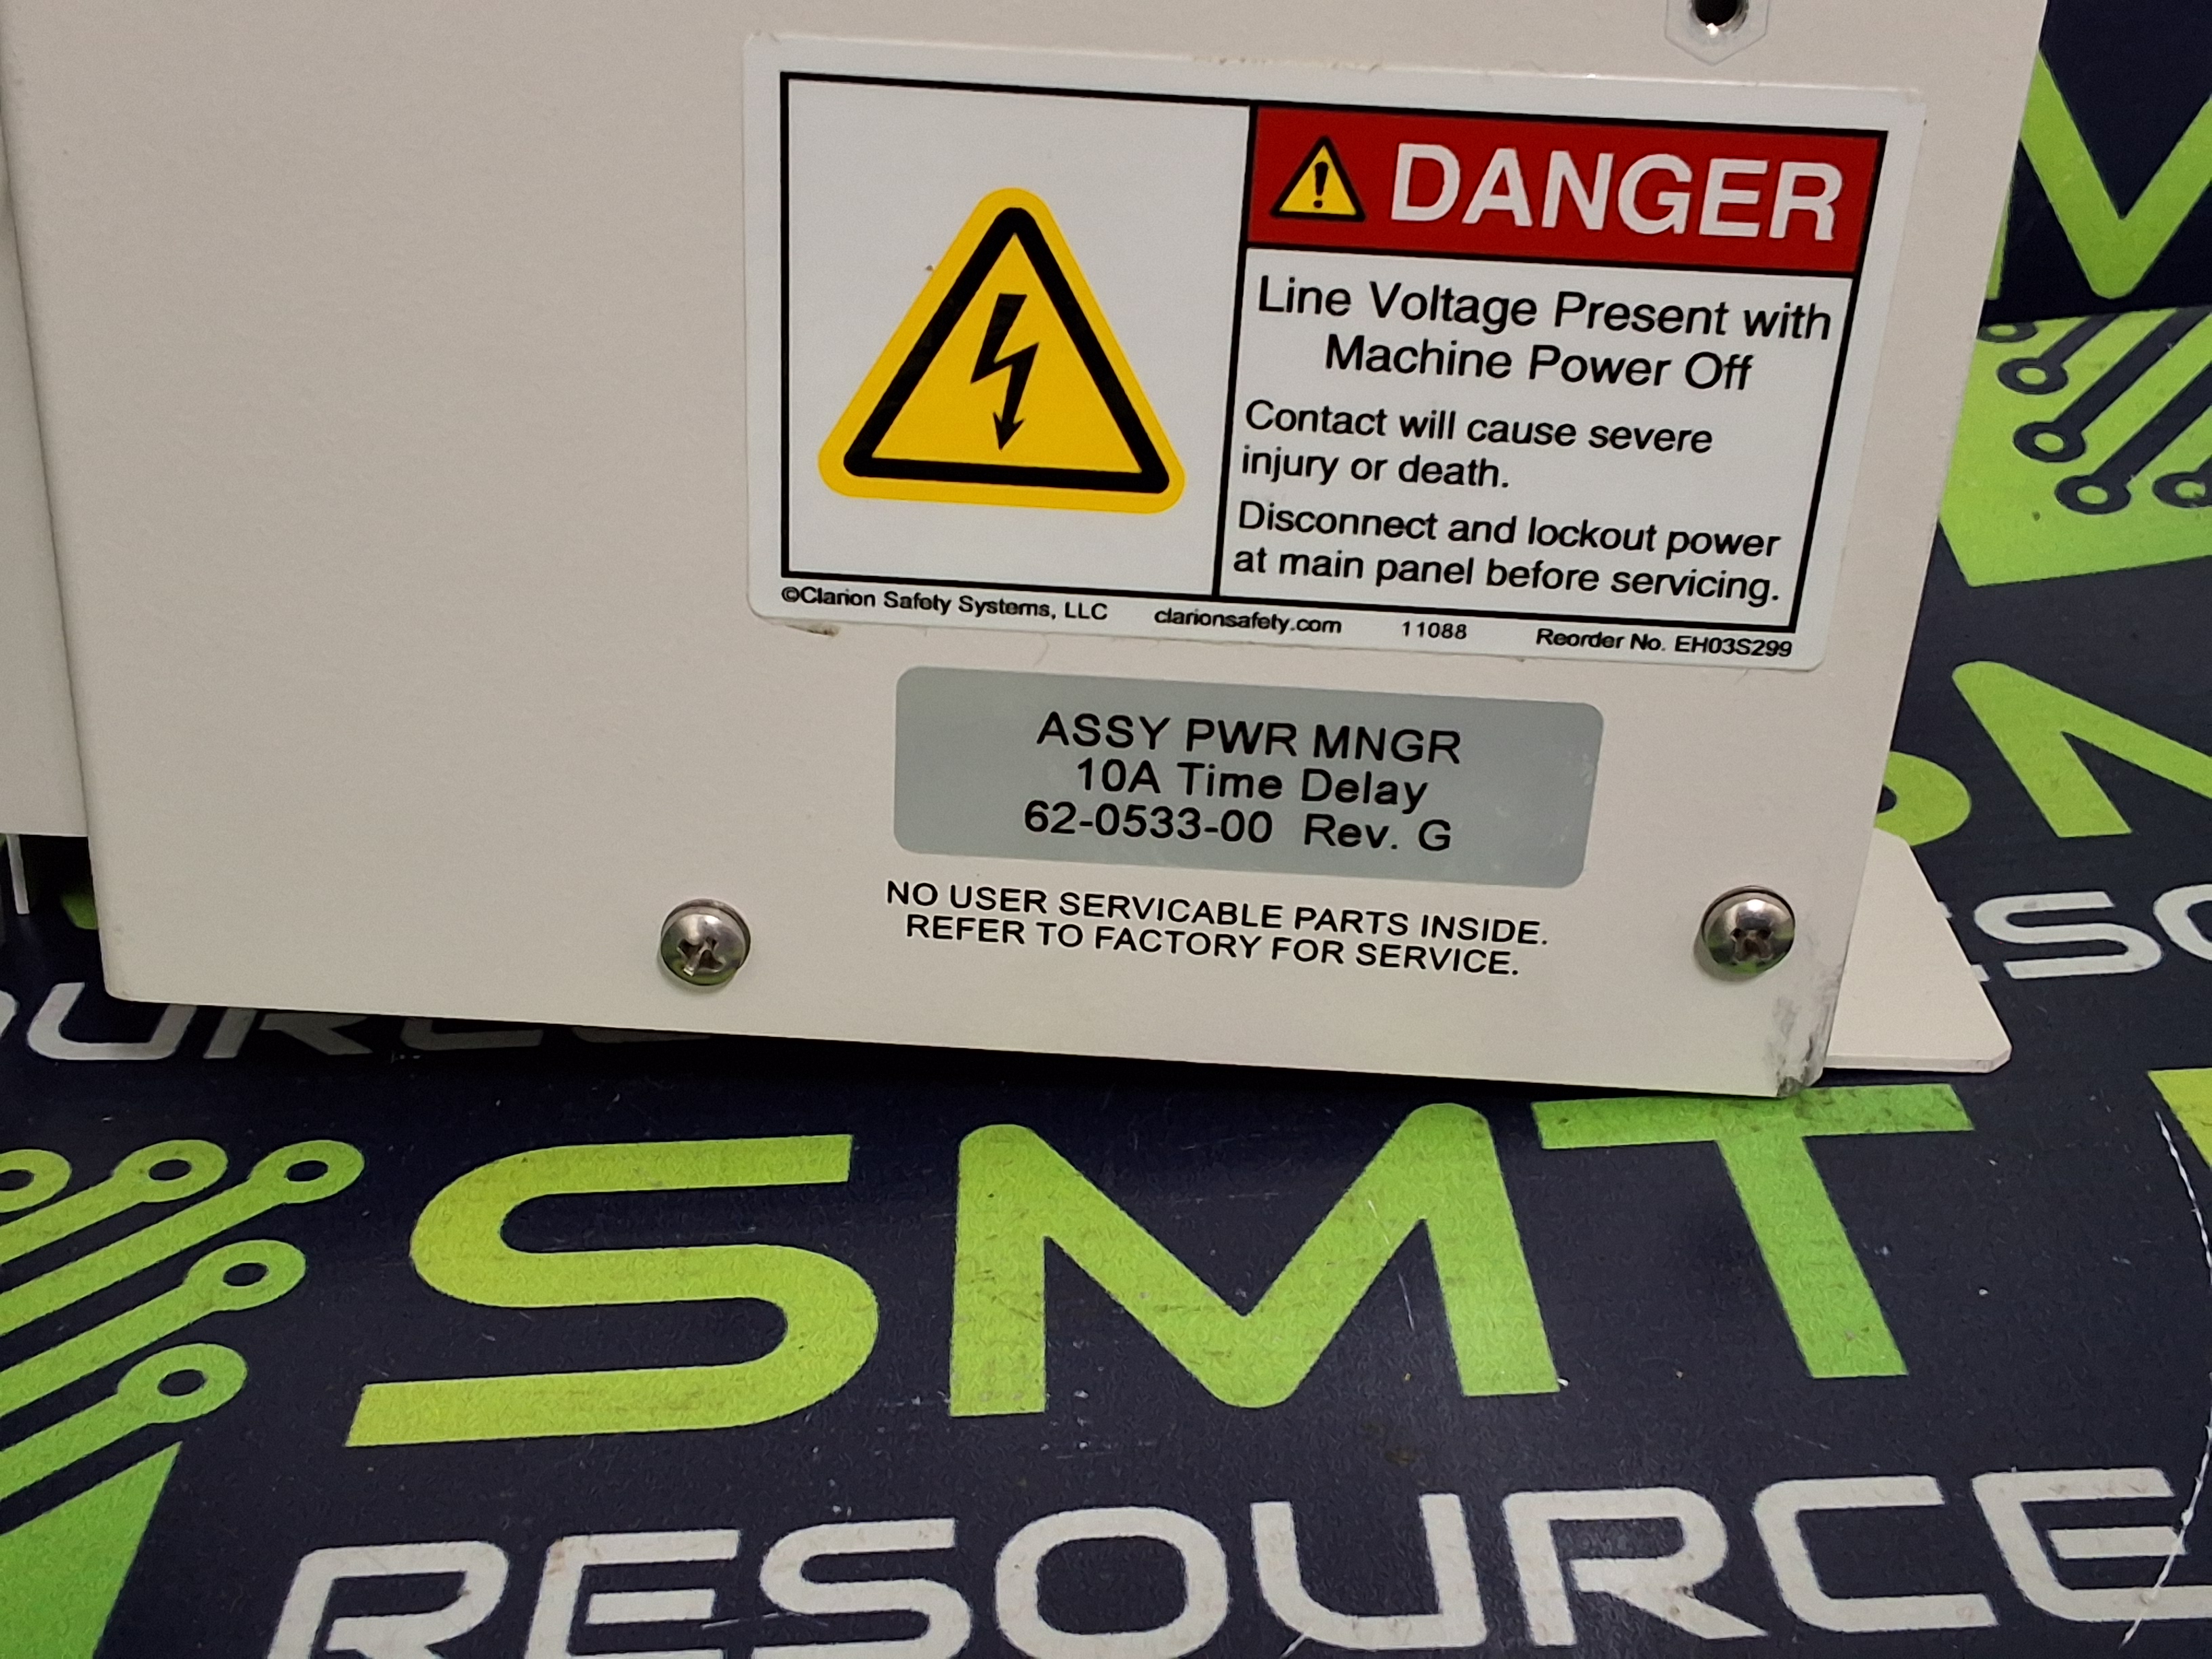 DANGER
Line Voltage Present with
Machine Power Off
Contact will cause severe
injury or death.
Disconnect and lockout power
at main panel before servicing.
©Clarion Safety Systems, LLC clarionsafety.com 11088 Reorder No. EH03S299
ASSY PWR MNGR
10A Time Delay
62-0533-00 Rev. G
NO USER SERVICABLE PARTS INSIDE.
REFER TO FACTORY FOR SERVICE.
SMT
RESOURCE